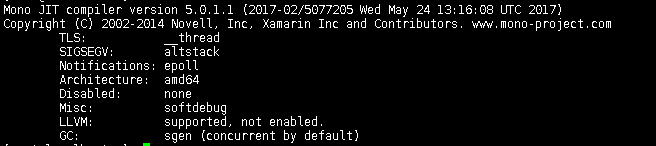 Mono JIT compiler version 5.0.1.1 (2017-02/5077205 Wed May 24 13:16:08 UTC 2017)
Copyright (C) 2002-2014 Novell, Inc, Xamarin Inc and Contributors. www.mono-project.com
TLS: __thread
SIGSEGV: altstack
Notifications: epoll
Architecture: amd64
Disabled: none
Misc: softdebug
LLVM: supported, not enabled.
GC: sgen (concurrent by default)